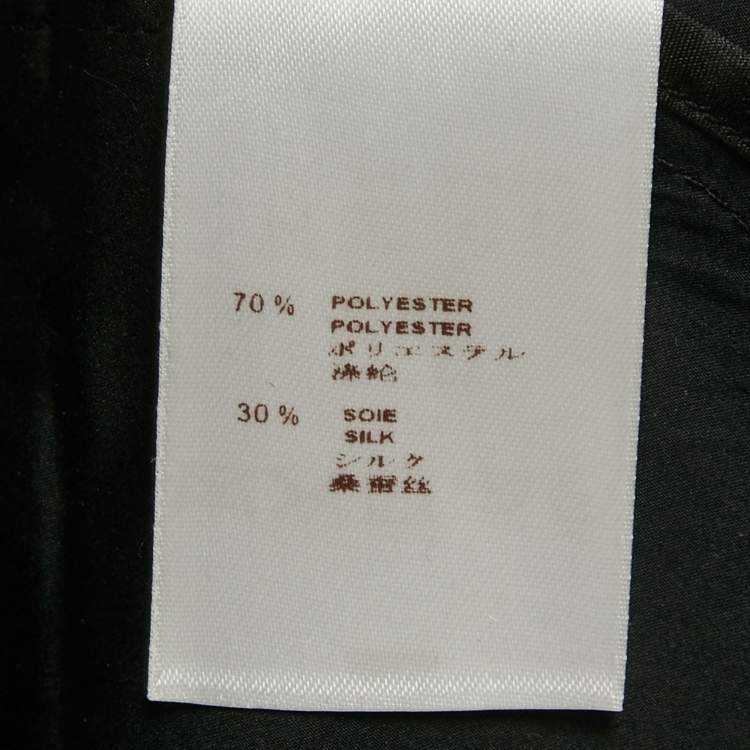 70 % POLYESTER
POLYESTER
ポリエステル
涤纶
30 % SOIE
SILK
シルク
桑蚕丝